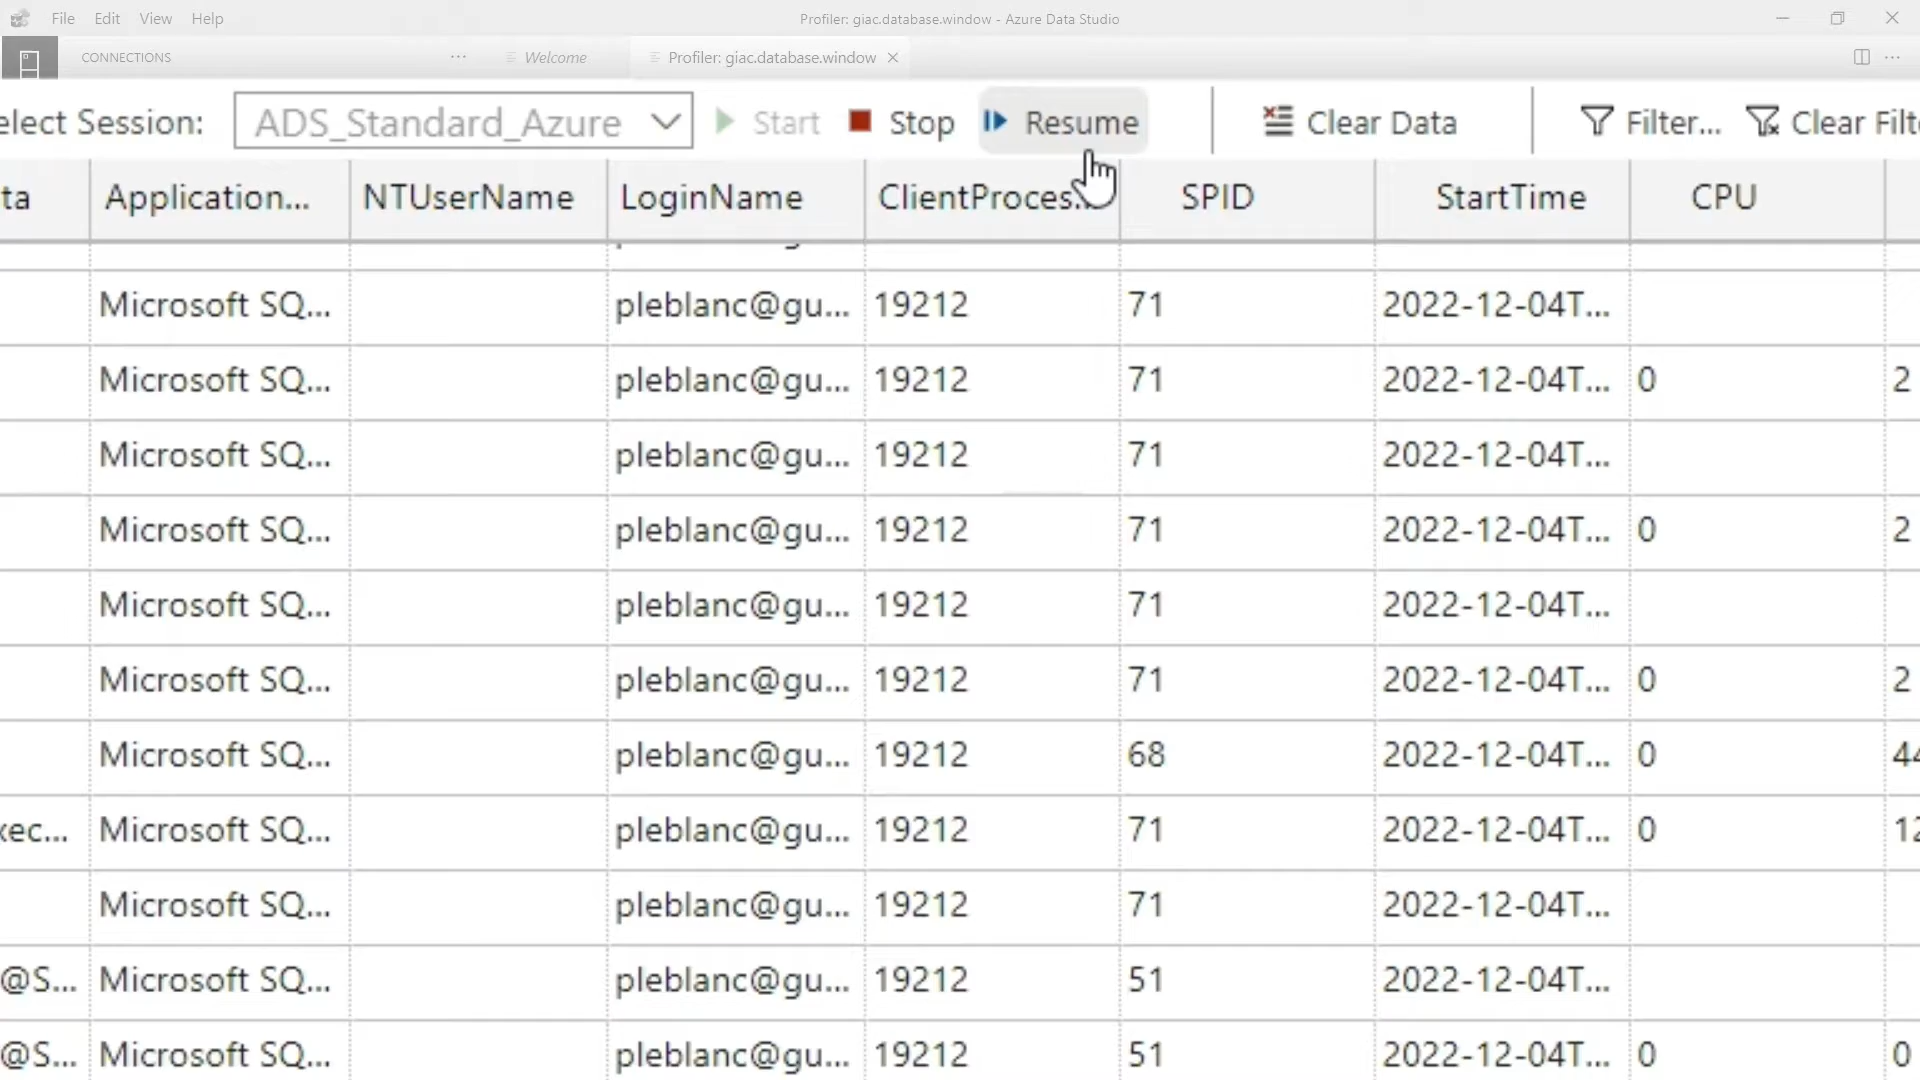 File Edit View Help
Profiler: giac.database.window - Azure Data Studio
CONNECTIONS ··· Welcome Profiler: giac.database.window ···
elect Session: ADS_Standard_Azure Start Stop Resume Clear Data Filter... Clear Filte
ta Application... NTUserName LoginName ClientProces... SPID StartTime CPU
Microsoft SQ... pleblanc@gu... 19212 71 2022-12-04T...
Microsoft SQ... pleblanc@gu... 19212 71 2022-12-04T... 0 2
Microsoft SQ... pleblanc@gu... 19212 71 2022-12-04T...
Microsoft SQ... pleblanc@gu... 19212 71 2022-12-04T... 0 2
Microsoft SQ... pleblanc@gu... 19212 71 2022-12-04T...
Microsoft SQ... pleblanc@gu... 19212 71 2022-12-04T... 0 2
Microsoft SQ... pleblanc@gu... 19212 68 2022-12-04T... 0 44
xec... Microsoft SQ... pleblanc@gu... 19212 71 2022-12-04T... 0 12
Microsoft SQ... pleblanc@gu... 19212 71 2022-12-04T...
@S... Microsoft SQ... pleblanc@gu... 19212 51 2022-12-04T...
@S... Microsoft SQ... pleblanc@gu... 19212 51 2022-12-04T... 0 0